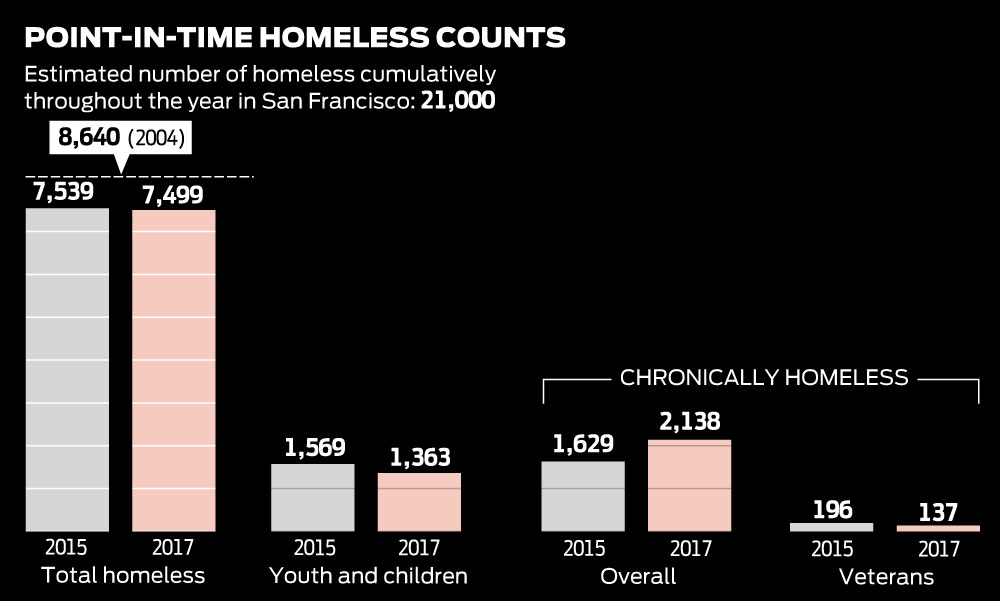 POINT-IN-TIME HOMELESS COUNTS
Estimated number of homeless cumulatively
throughout the year in San Francisco: 21,000
8,640 (2004)
7,539
7,499
2015
2017
Total homeless
1,569
1,363
2015
2017
Youth and children
CHRONICALLY HOMELESS
1,629
2,138
2015
2017
Overall
196
137
2015
2017
Veterans